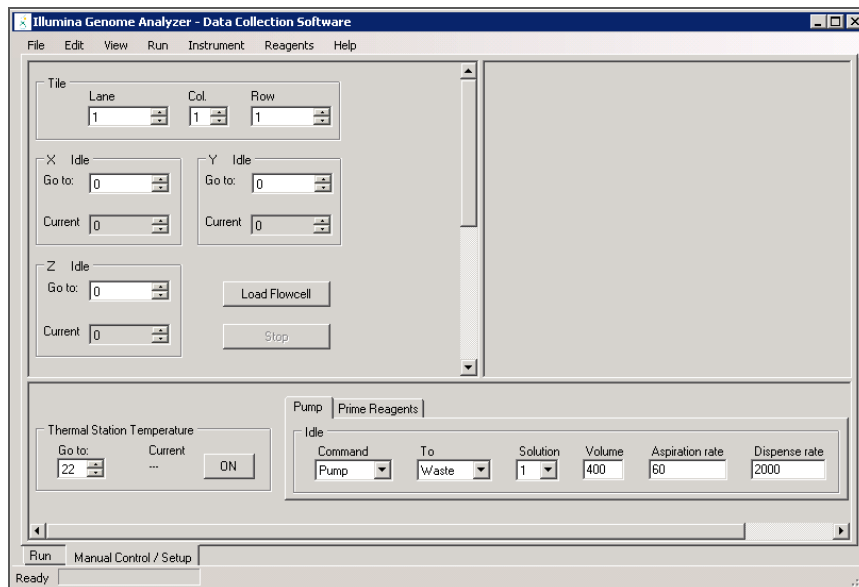 Illumina Genome Analyzer - Data Collection Software
File Edit View Run Instrument Reagents Help
Tile
Lane Col. Row
1 1 1
X Idle Y Idle
Go to: 0 Go to: 0
Current 0 Current 0
Z Idle
Go to: 0
Load Flowcell
Current 0
Stop
Pump Prime Reagents
Thermal Station Temperature
Go to: Current
22 --- ON
Idle
Command To Solution Volume Aspiration rate Dispense rate
Pump Waste 1 400 60 2000
Run Manual Control / Setup
Ready